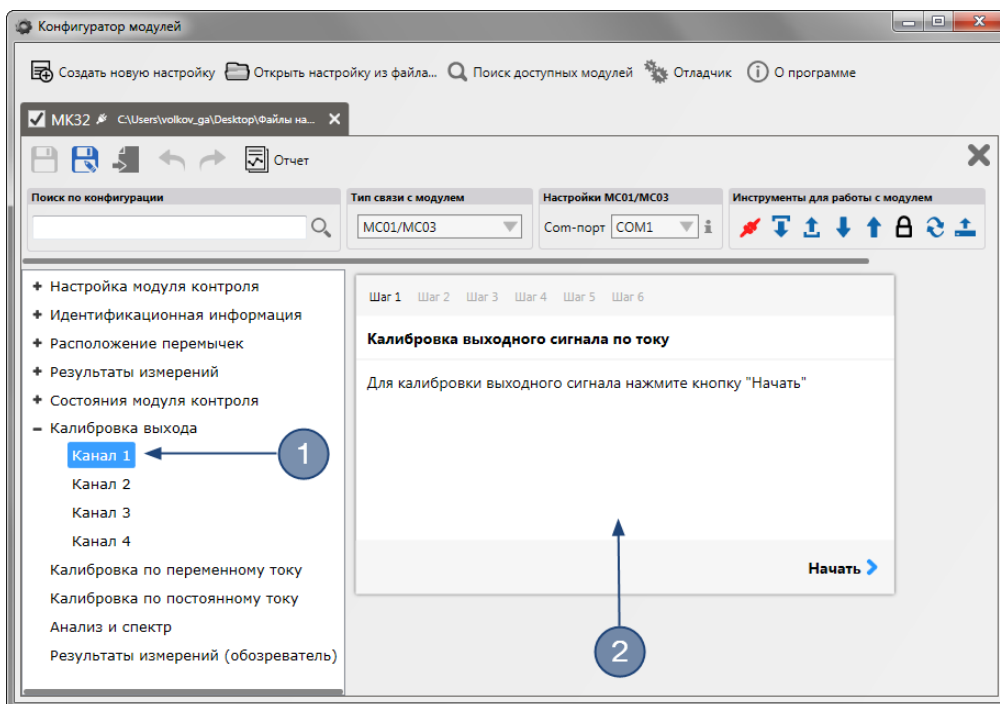 Конфигуратор модулей
Создать новую настройку Открыть настройку из файла... Поиск доступных модулей Отладчик О программе
МК32 C:\Users\volkov_ga\Desktop\Файлы на...
Отчет
Поиск по конфигурации
Тип связи с модулем
МС01/МС03
Настройки МС01/МС03
Com-порт COM1
Инструменты для работы с модулем
Настройка модуля контроля
Идентификационная информация
Расположение перемычек
Результаты измерений
Состояния модуля контроля
Калибровка выхода
Канал 1
1
Канал 2
Канал 3
Канал 4
Калибровка по переменному току
Калибровка по постоянному току
Анализ и спектр
Результаты измерений (обозреватель)
Шаг 1 Шаг 2 Шаг 3 Шаг 4 Шаг 5 Шаг 6
Калибровка выходного сигнала по току
Для калибровки выходного сигнала нажмите кнопку "Начать"
Начать
2